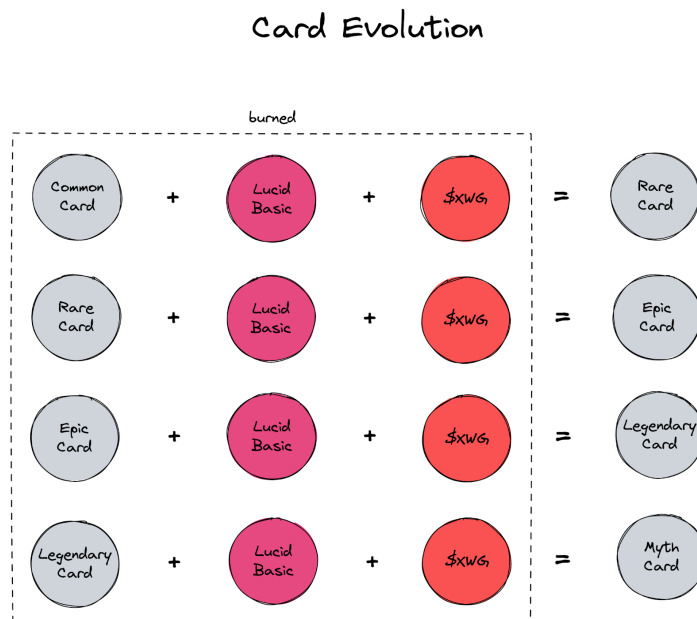 Card Evolution
burned
Common
Card
+
Lucid
Basic
+
$XWG
=
Rare
Card
Rare
Card
+
Lucid
Basic
+
$XWG
=
Epic
Card
Epic
Card
+
Lucid
Basic
+
$XWG
=
Legendary
Card
Legendary
Card
+
Lucid
Basic
+
$XWG
=
Myth
Card